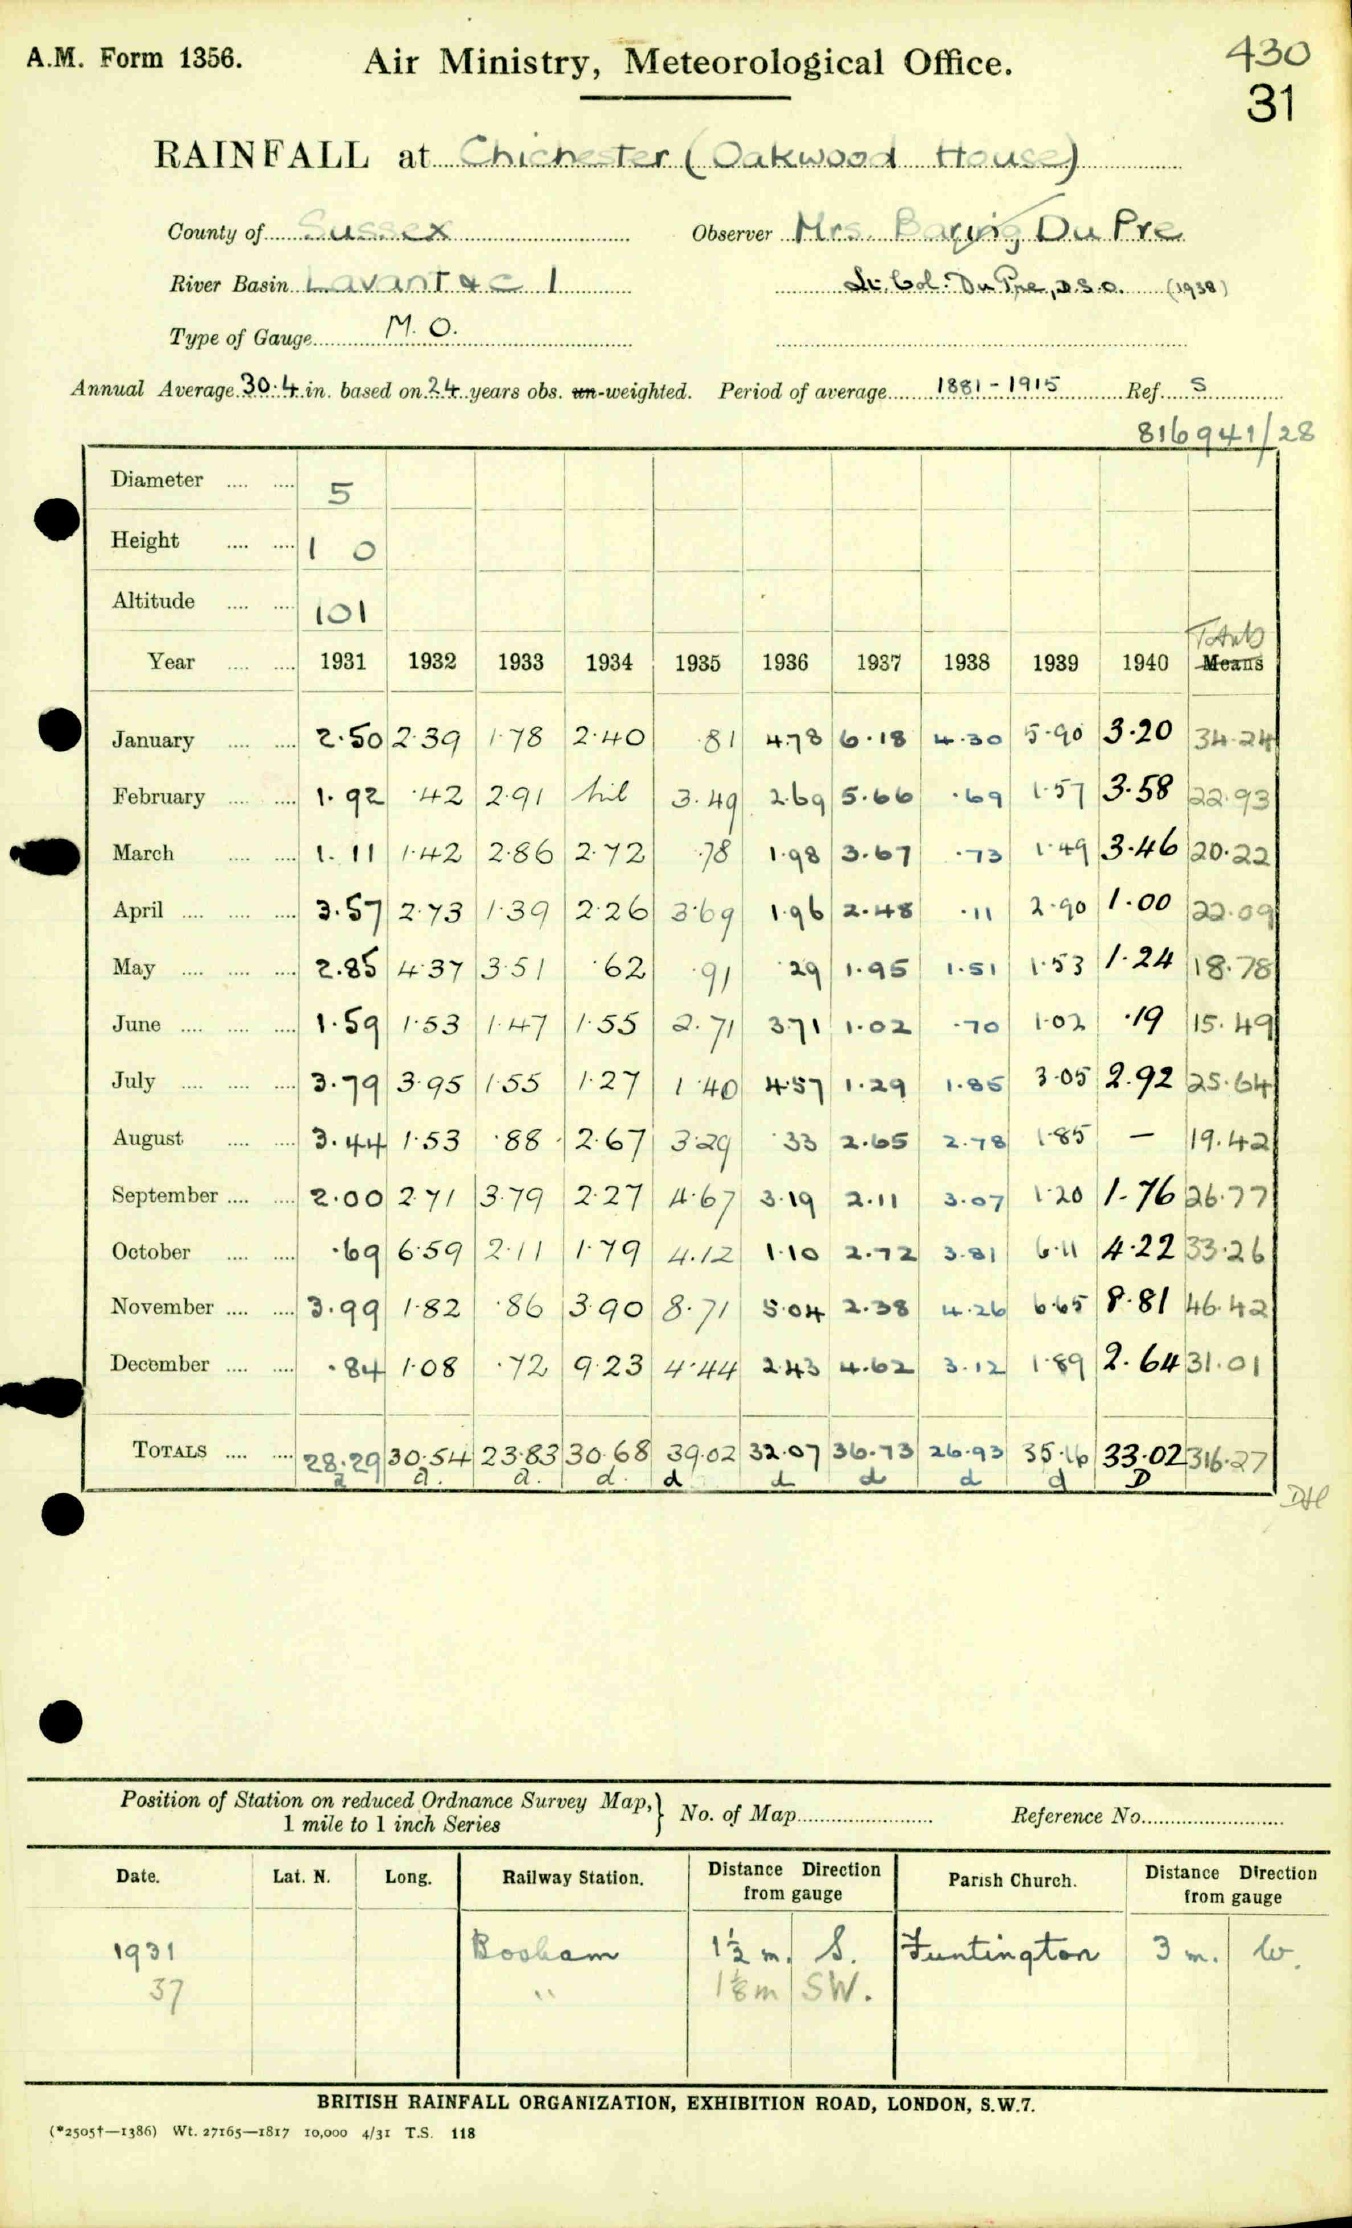 A.M. Form 1356.
Air Ministry, Meteorological Office.
430
31
RAINFALL at Chichester (Oakwood House)
County of Sussex Observer Mrs. Baring Du Pre
River Basin Lavant &c 1 Lt. Col. Du Pre, D.S.O. (1938)
Type of Gauge M.O.
Annual Average 30.4 in. based on 24 years obs. un-weighted. Period of average 1881-1915 Ref. S
816941/28
Diameter 5
Height 1 0
Altitude 101
Totals
Year 1931 1932 1933 1934 1935 1936 1937 1938 1939 1940 Means
January 2.50 2.39 1.78 2.40 .81 4.78 6.18 4.30 5.90 3.20 34.24
February 1.92 .42 2.91 nil 3.49 2.69 5.66 .69 1.57 3.58 22.93
March 1.11 1.42 2.86 2.72 .78 1.98 3.67 .73 1.49 3.46 20.22
April 3.57 2.73 1.39 2.26 3.69 1.96 2.48 .11 2.90 1.00 22.09
May 2.85 4.37 3.51 .62 .91 .29 1.95 1.51 1.53 1.24 18.78
June 1.59 1.53 1.47 1.55 2.71 3.71 1.02 .70 1.02 .19 15.49
July 3.79 3.95 1.55 1.27 1.40 4.57 1.29 1.85 3.05 2.92 25.64
August 3.44 1.53 .88 2.67 3.29 .33 2.65 2.78 1.85 — 19.42
September 2.00 2.71 3.79 2.27 4.67 3.19 2.11 3.07 1.20 1.76 26.77
October .69 6.59 2.11 1.79 4.12 1.10 2.72 3.81 6.11 4.22 33.26
November 3.99 1.82 .86 3.90 8.71 5.04 2.38 4.26 6.65 8.81 46.42
December .84 1.08 .72 9.23 4.44 2.43 4.62 3.12 1.89 2.64 31.01
TOTALS 28.29 30.54 23.83 30.68 39.02 32.07 36.73 26.93 35.16 33.02 316.27
d d. d. d. d d d d d D
Position of Station on reduced Ordnance Survey Map, } No. of Map Reference No.
1 mile to 1 inch Series
Date. Lat. N. Long. Railway Station. Distance Direction Parish Church. Distance Direction
from gauge from gauge
1931 Bosham 1½ m. S. Funtington 3 m. W.
37 " 1⅛ m SW.
BRITISH RAINFALL ORGANIZATION, EXHIBITION ROAD, LONDON, S.W.7.
(*2505†—1386) Wt. 27165—1817 10,000 4/31 T.S. 118